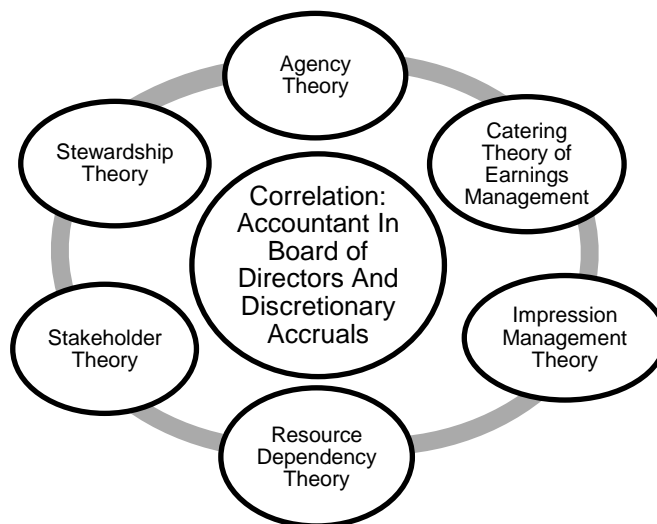 Agency
Theory
Catering
Theory of
Earnings
Management
Stewardship
Theory
Correlation:
Accountant In
Board of
Directors And
Discretionary
Accruals
Impression
Management
Theory
Stakeholder
Theory
Resource
Dependency
Theory